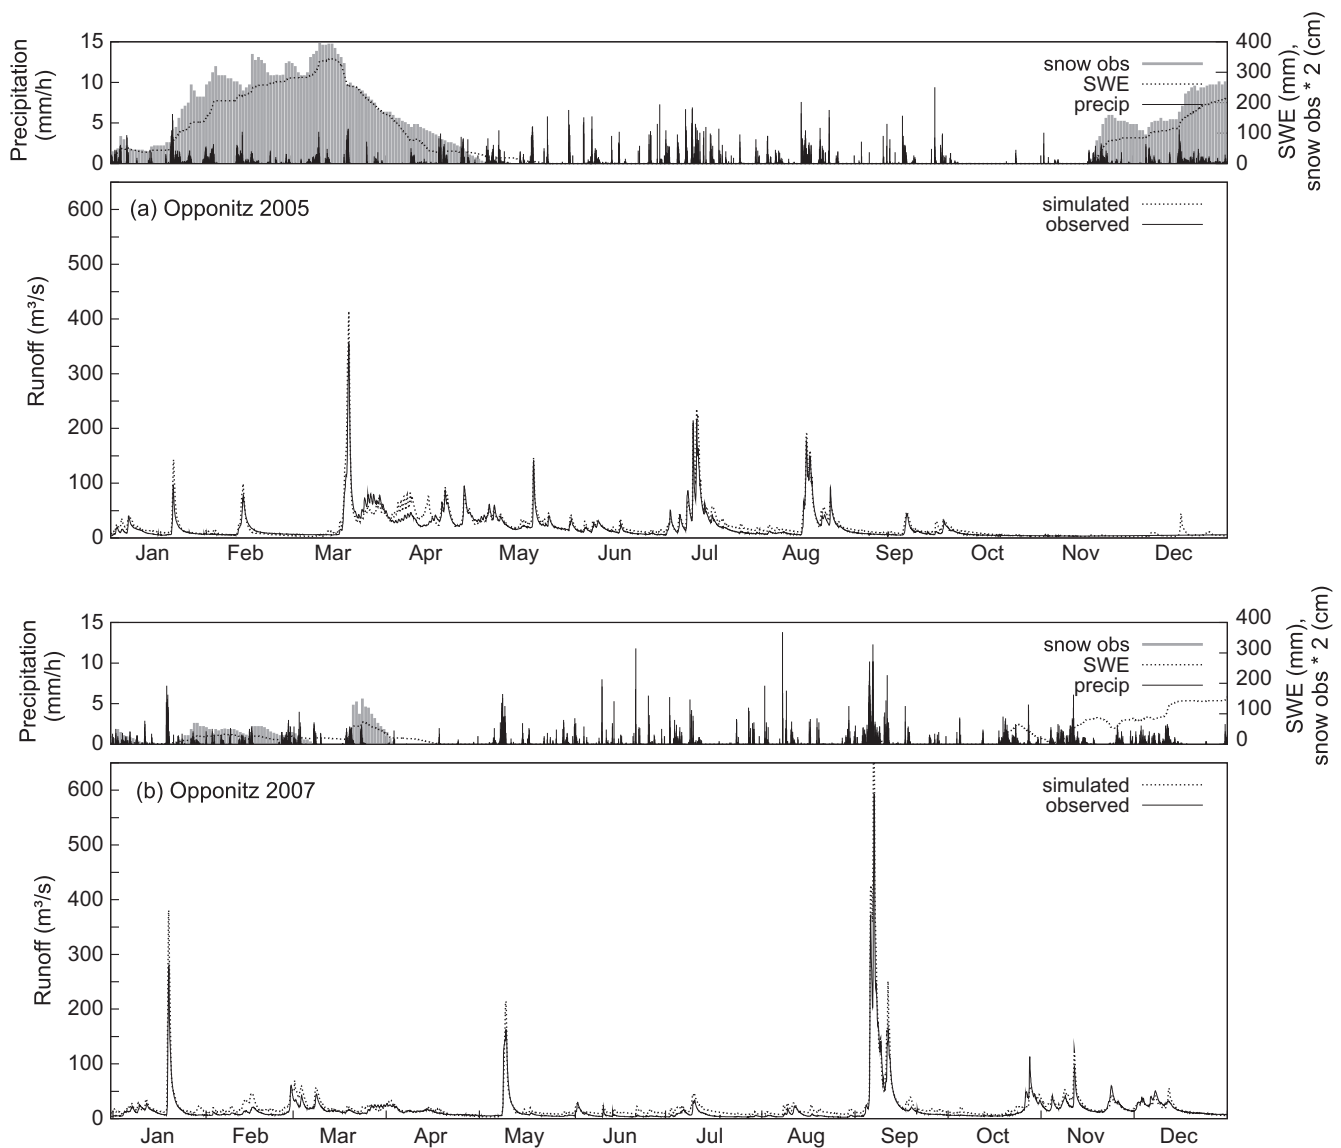 Precipitation
(mm/h)
15
10
5
0
snow obs
SWE
precip
400
300
200
100
0
SWE (mm),
snow obs * 2 (cm)
(a) Opponitz 2005
simulated
observed
Runoff (m³/s)
600
500
400
300
200
100
0
Jan Feb Mar Apr May Jun Jul Aug Sep Oct Nov Dec
Precipitation
(mm/h)
15
10
5
0
snow obs
SWE
precip
400
300
200
100
0
SWE (mm),
snow obs * 2 (cm)
(b) Opponitz 2007
simulated
observed
Runoff (m³/s)
600
500
400
300
200
100
0
Jan Feb Mar Apr May Jun Jul Aug Sep Oct Nov Dec